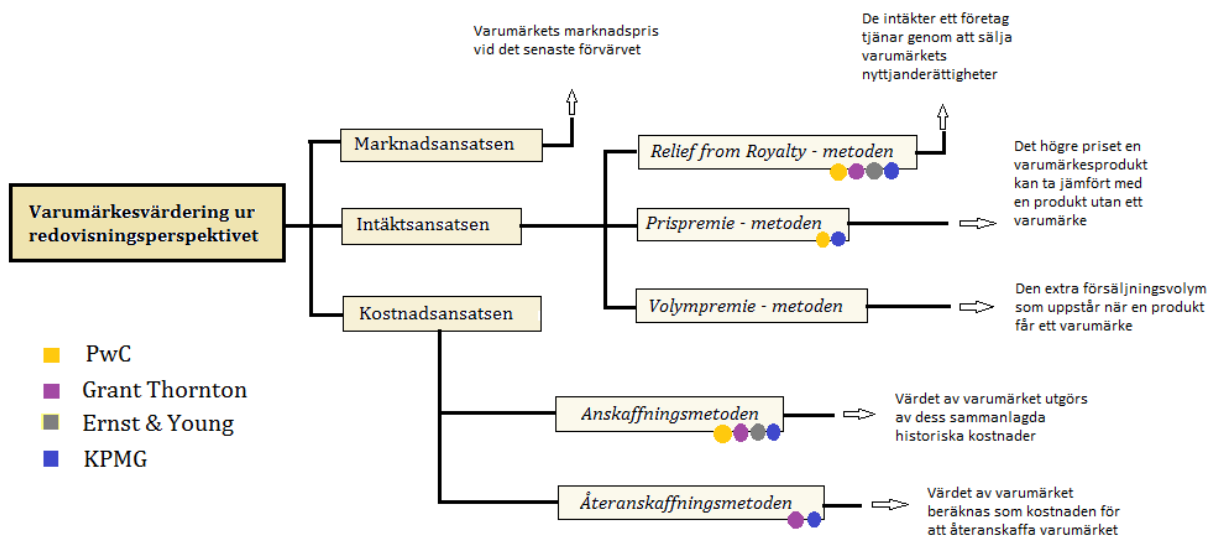 Varumärkets marknadspris
vid det senaste förvärvet
De intäkter ett företag
tjänar genom att sälja
varumärkets
nyttjanderättigheter
Marknadsansatsen
Relief from Royalty - metoden
Det högre priset en
varumärkesprodukt
kan ta jämfört med
en produkt utan ett
varumärke
Varumärkesvärdering ur
redovisningsperspektivet
Intäktsansatsen
Prispremie - metoden
Volympremie - metoden
Den extra försäljningsvolym
som uppstår när en produkt
får ett varumärke
Kostnadsansatsen
PwC
Grant Thornton
Ernst & Young
KPMG
Anskaffningsmetoden
Värdet av varumärket utgörs
av dess sammanlagda
historiska kostnader
Återanskaffningsmetoden
Värdet av varumärket
beräknas som kostnaden för
att återanskaffa varumärket